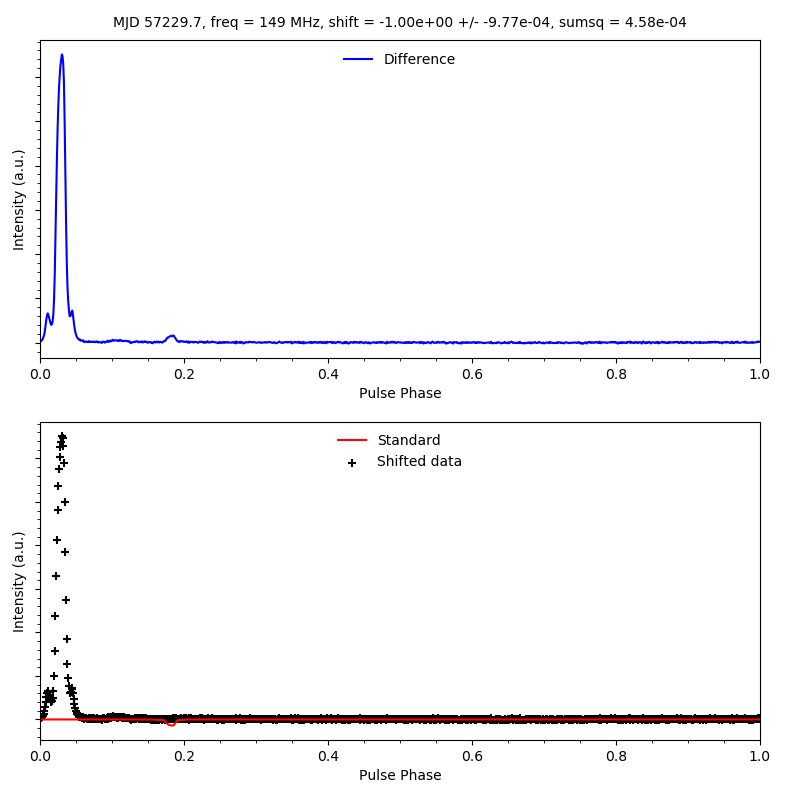 MJD 57229.7, freq = 149 MHz, shift = -1.00e+00 +/- -9.77e-04, sumsq = 4.58e-04
Difference
Intensity (a.u.)
0.0 0.2 0.4 0.6 0.8 1.0
Pulse Phase
Standard
Shifted data
Intensity (a.u.)
0.0 0.2 0.4 0.6 0.8 1.0
Pulse Phase